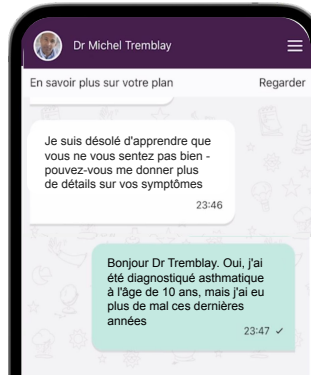 Dr Michel Tremblay
En savoir plus sur votre plan Regarder
Je suis désolé d'apprendre que
vous ne vous sentez pas bien -
pouvez-vous me donner plus
de détails sur vos symptômes
23:46
Bonjour Dr Tremblay. Oui, j'ai
été diagnostiqué asthmatique
à l'âge de 10 ans, mais j'ai eu
plus de mal ces dernières
années
23:47